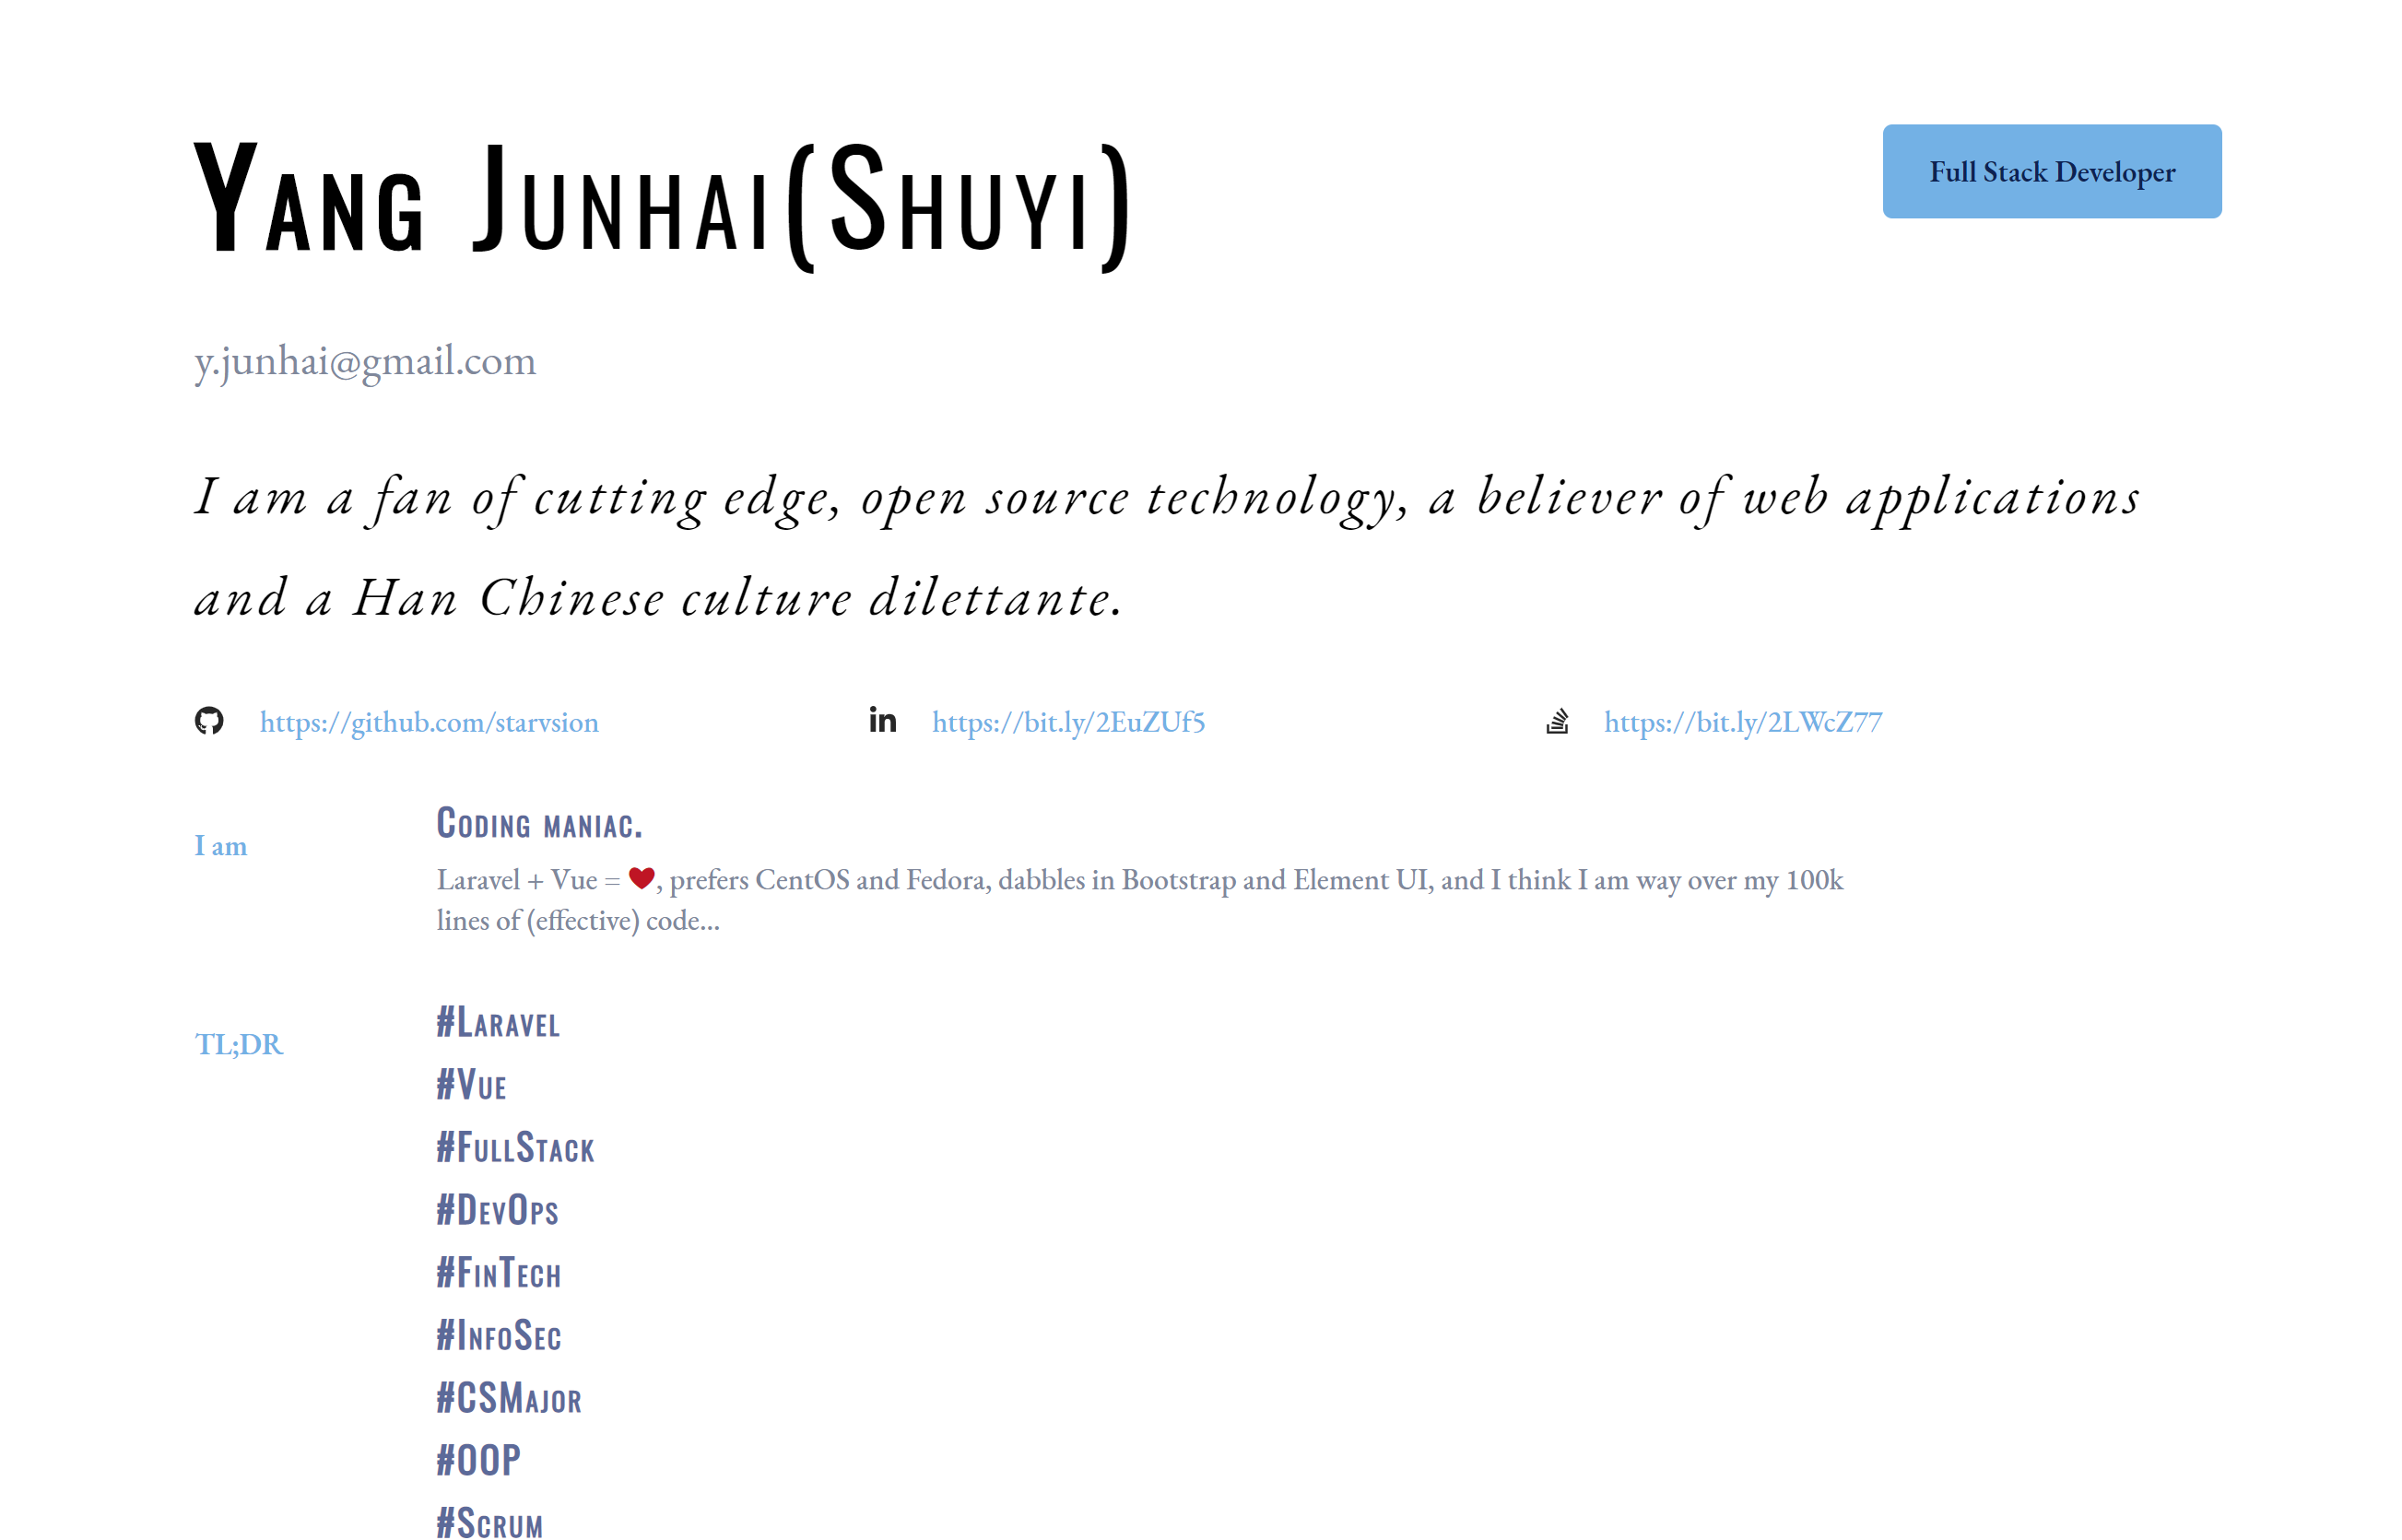 Yang Junhai(Shuyi)
Full Stack Developer
y.junhai@gmail.com
I am a fan of cutting edge, open source technology, a believer of web applications
and a Han Chinese culture dilettante.
https://github.com/starvsion
in https://bit.ly/2EuZUf5
https://bit.ly/2LWcZ77
I am
Coding maniac.
Laravel + Vue = ❤, prefers CentOS and Fedora, dabbles in Bootstrap and Element UI, and I think I am way over my 100k
lines of (effective) code...
TL;DR
#Laravel
#Vue
#FullStack
#DevOps
#FinTech
#InfoSec
#CSMajor
#OOP
#Scrum